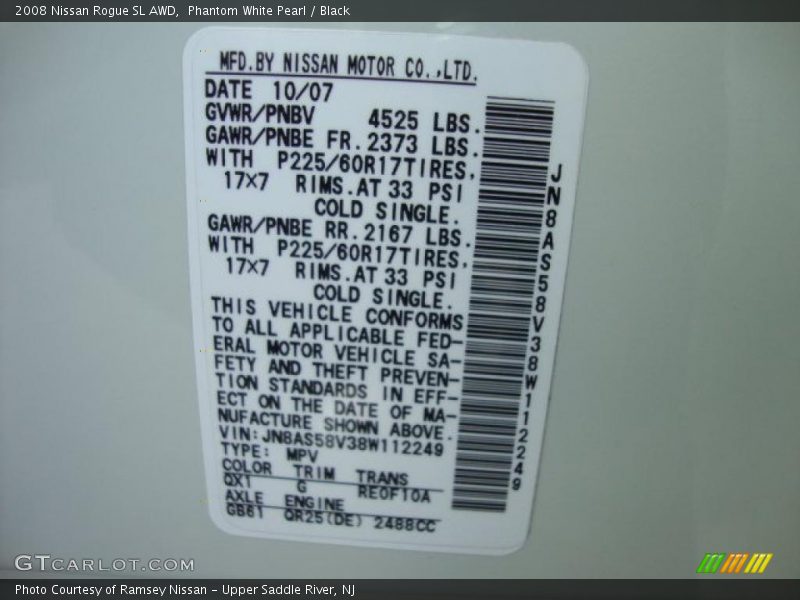 2008 Nissan Rogue SL AWD, Phantom White Pearl / Black
MFD.BY NISSAN MOTOR CO.,LTD.
DATE 10/07
GVWR/PNBV 4525 LBS.
GAWR/PNBE FR.2373 LBS.
WITH P225/60R17TIRES,
17×7 RIMS.AT 33 PSI
COLD SINGLE.
GAWR/PNBE RR.2167 LBS.
WITH P225/60R17TIRES,
17×7 RIMS.AT 33 PSI
COLD SINGLE.
THIS VEHICLE CONFORMS
TO ALL APPLICABLE FED-
ERAL MOTOR VEHICLE SA-
FETY AND THEFT PREVEN-
TION STANDARDS IN EFF-
ECT ON THE DATE OF MA-
NUFACTURE SHOWN ABOVE.
VIN:JN8AS58V38W112249
TYPE: MPV
COLOR TRIM TRANS
QX1 G RE0F10A
AXLE ENGINE
GB61 QR25(DE) 2488CC
JN8AS58V38W112249
GTCARLOT.COM
Photo Courtesy of Ramsey Nissan - Upper Saddle River, NJ